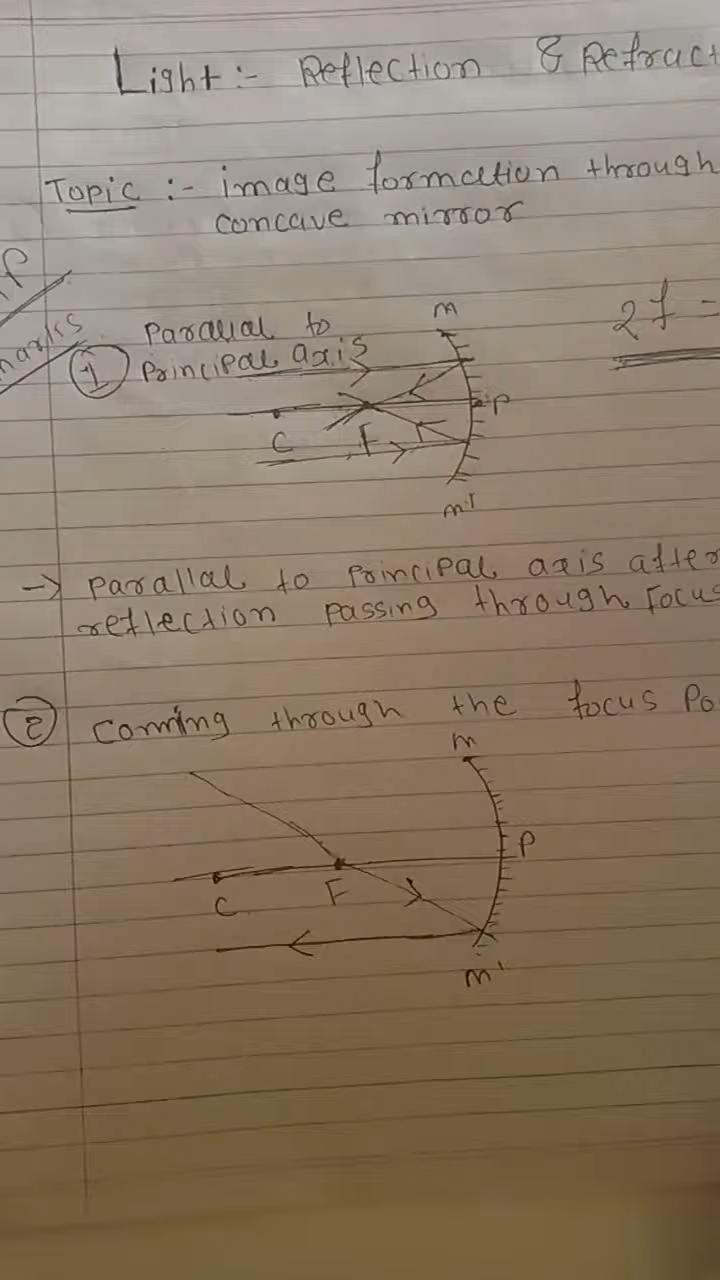 Light :- Reflection & Refract
Topic :- image formation through
concave mirror
marks
① Parallal to
Principal axis
m
2f =
C F P
m'
→ Parallal to Principal axis after
reflection passing through Focus
② Comming through the focus Po
m
P
C F
m'